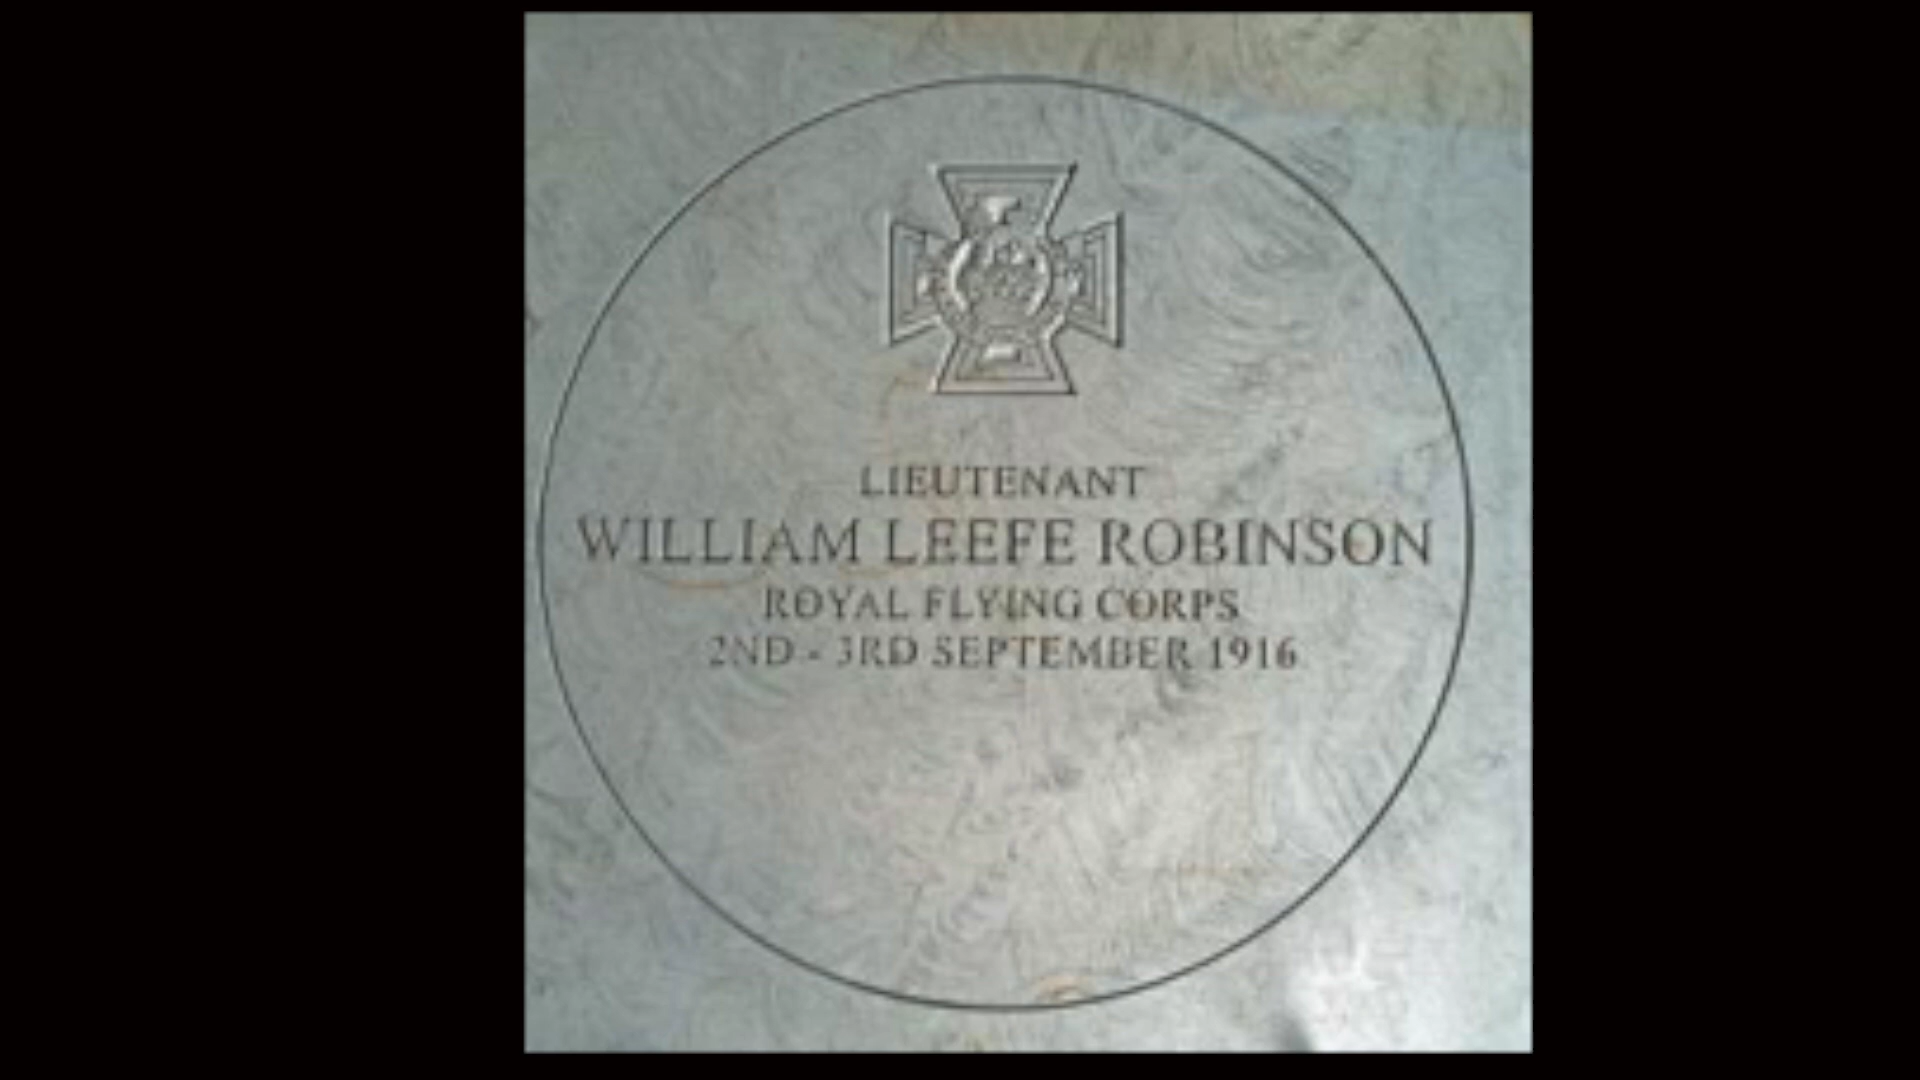 LIEUTENANT
WILLIAM LEEFE ROBINSON
ROYAL FLYING CORPS
2ND - 3RD SEPTEMBER 1916